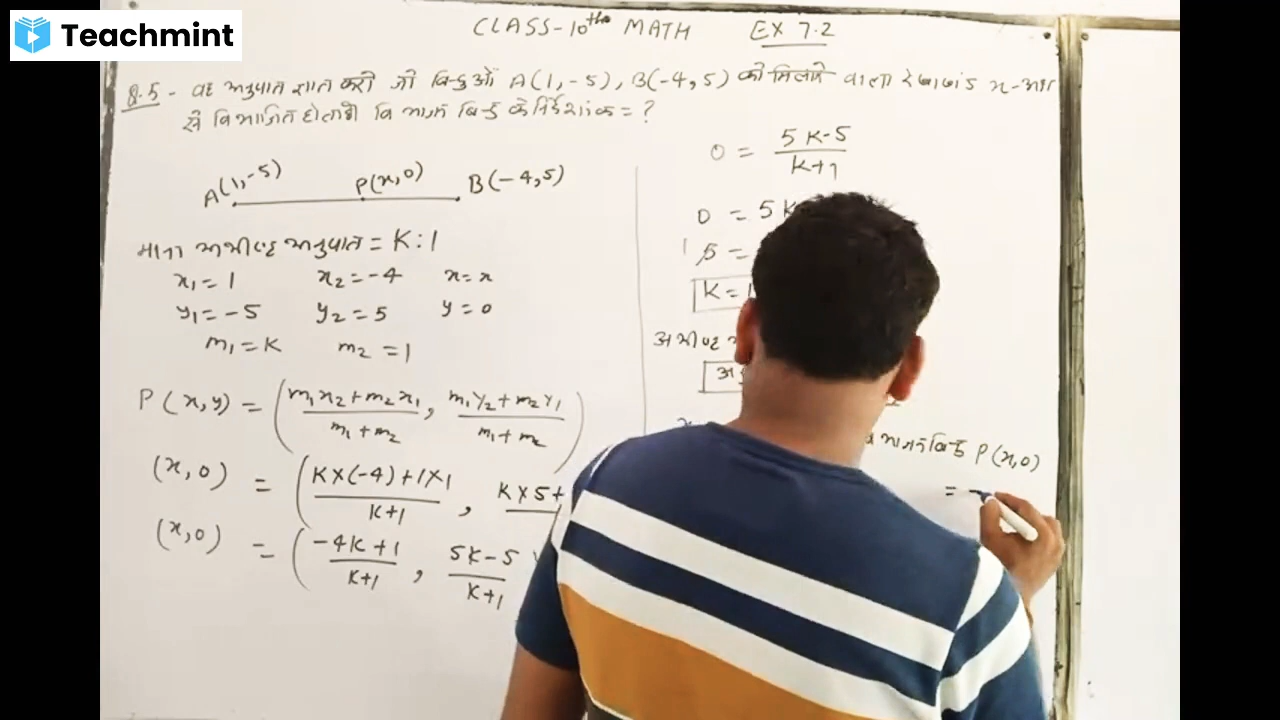 Teachmint
CLASS-10th MATH EX 7.2
Q.5 - वह अनुपात ज्ञात करो जो बिन्दुओं A(1,-5), B(-4,5) को मिलाने वाला रेखाखंड x-अक्ष
से विभाजित होता है। विभाजन बिन्दु के निर्देशांक = ?
A(1,-5) P(x,0) B(-4,5)
माना अभीष्ट अनुपात = K:1
x₁=1 x₂=-4 x=x
y₁=-5 y₂=5 y=0
m₁=K m₂=1
P(x,y) = (m₁x₂+m₂x₁/m₁+m₂, m₁y₂+m₂y₁/m₁+m₂)
(x,0) = (K×(-4)+1×1/K+1, K×5+
(x,0) = (-4K+1/K+1, 5K-5/K+1
0 = 5K-5/K+1
0 = 5K
5 =
K=1
अभीष्ट
P(x,0)
=